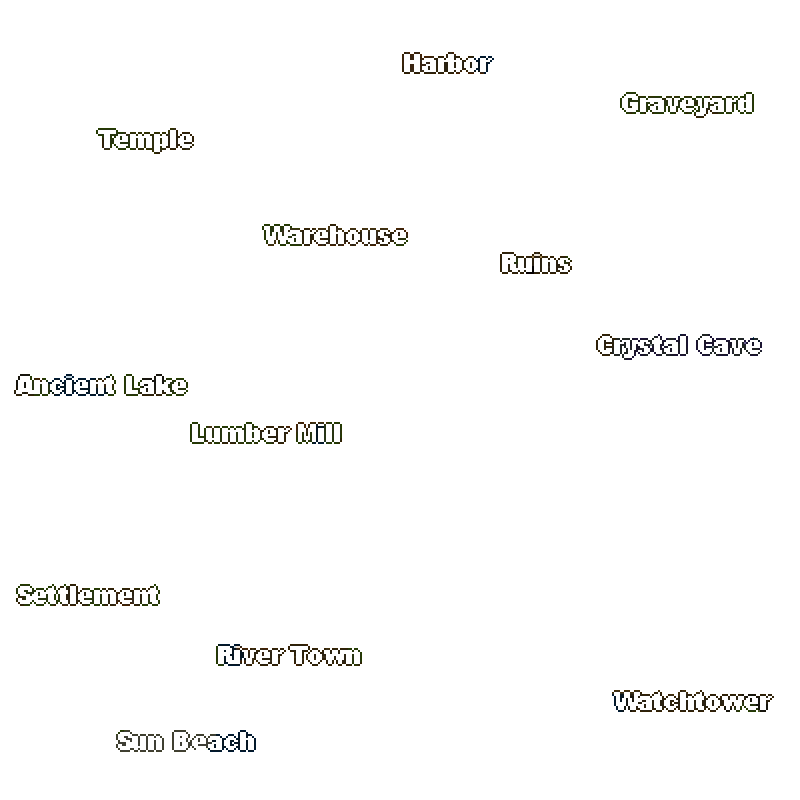 Harbor
Graveyard
Temple
Warehouse
Ruins
Crystal Cave
Ancient Lake
Lumber Mill
Settlement
River Town
Watchtower
Sun Beach